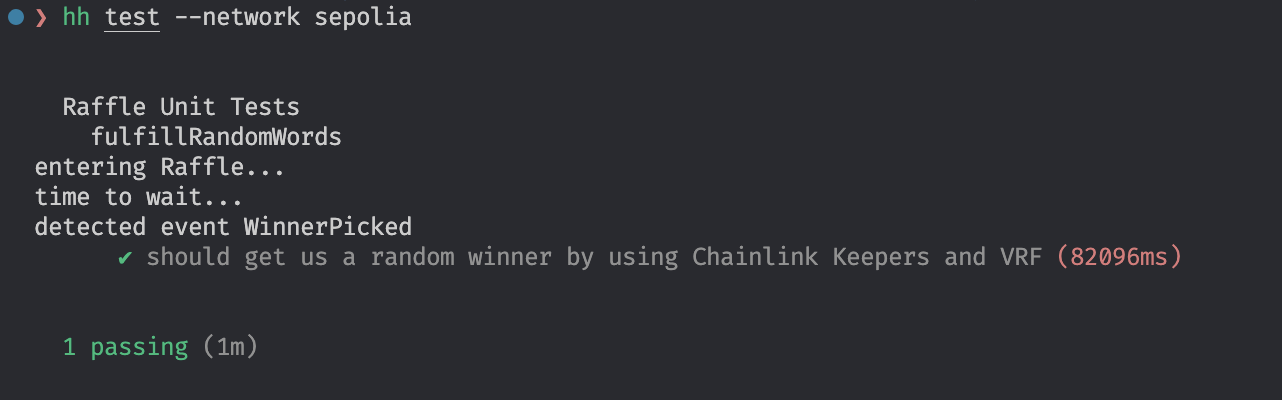 ❯ hh test --network sepolia
Raffle Unit Tests
fulfillRandomWords
entering Raffle...
time to wait...
detected event WinnerPicked
✔ should get us a random winner by using Chainlink Keepers and VRF (82096ms)
1 passing (1m)